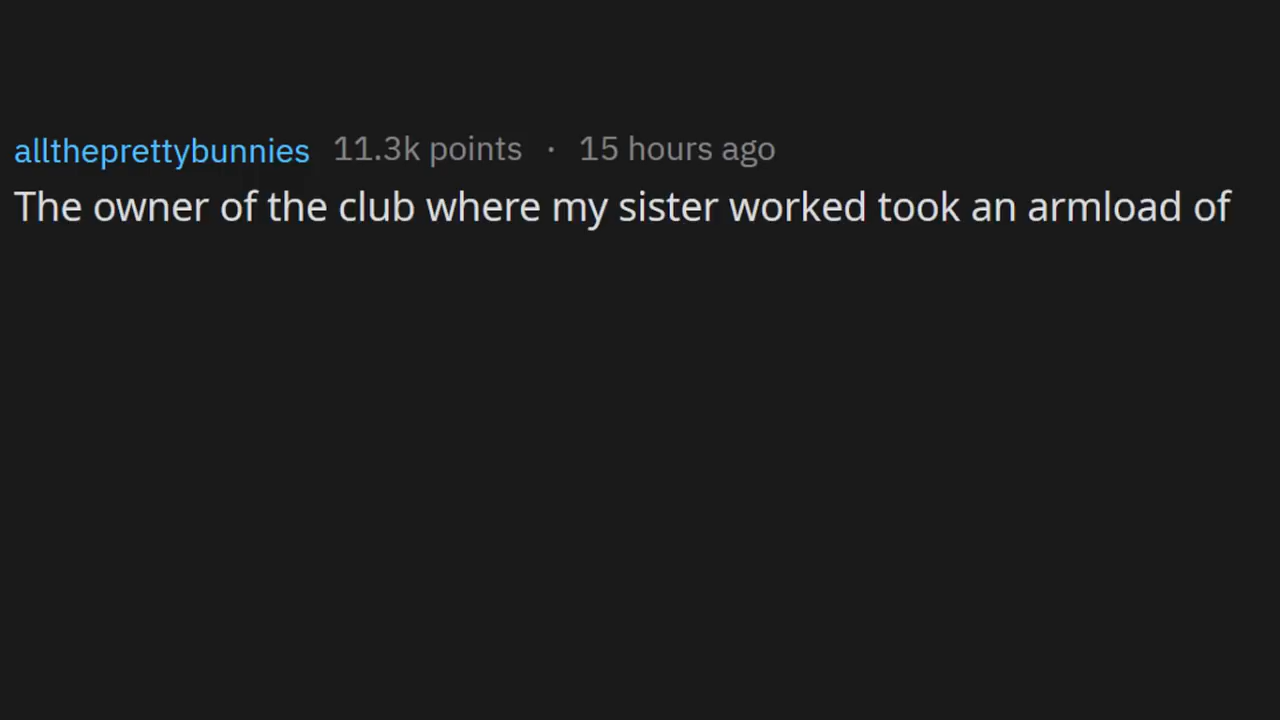 alltheprettybunnies 11.3k points · 15 hours ago
The owner of the club where my sister worked took an armload of